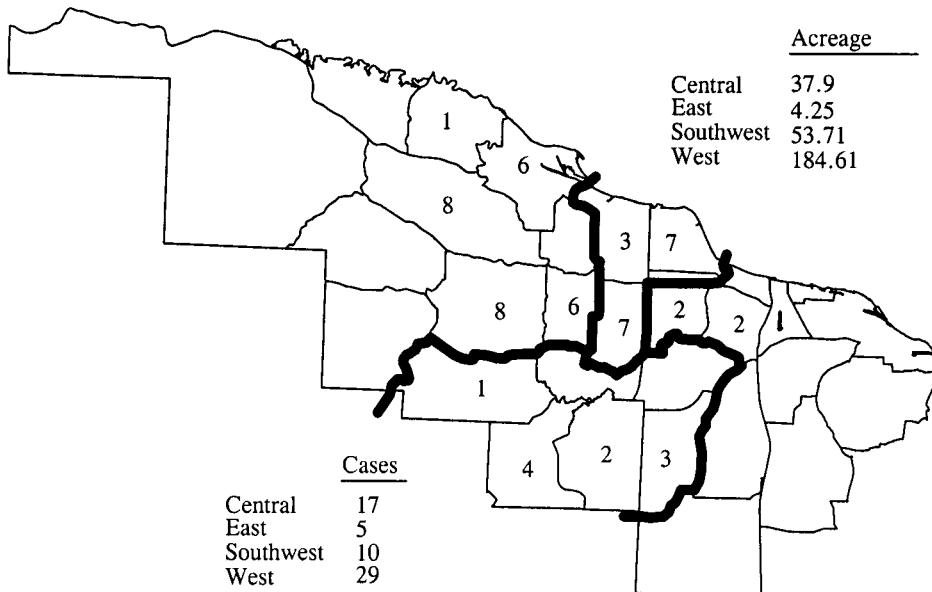 Acreage
Central 37.9
East 4.25
Southwest 53.71
West 184.61
1
6
8
3
7
8
6
7
2
2
1
1
4
2
3
Cases
Central 17
East 5
Southwest 10
West 29